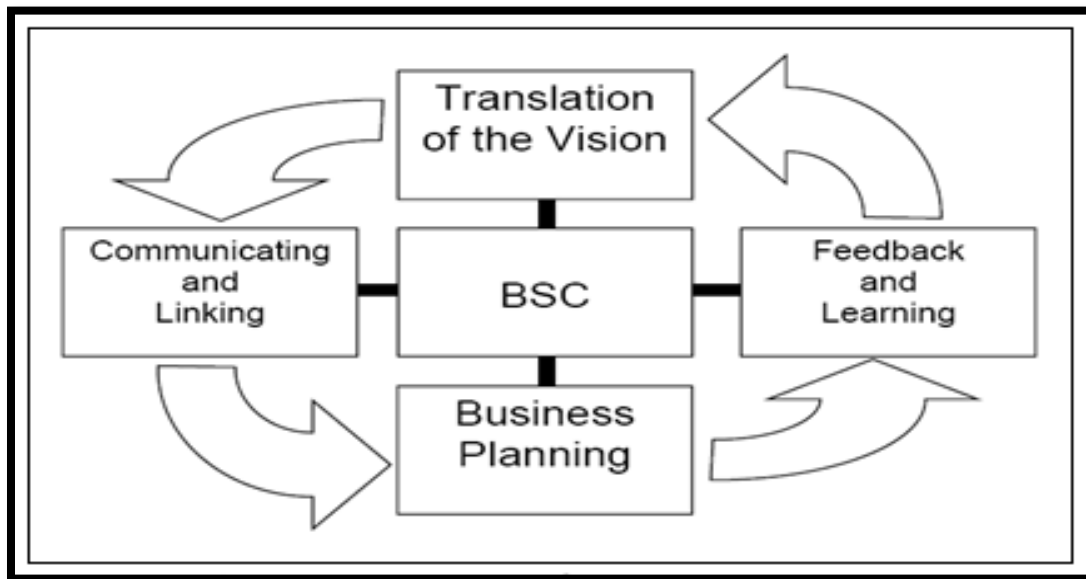 Translation
of the Vision
Communicating
and
Linking
BSC
Feedback
and
Learning
Business
Planning